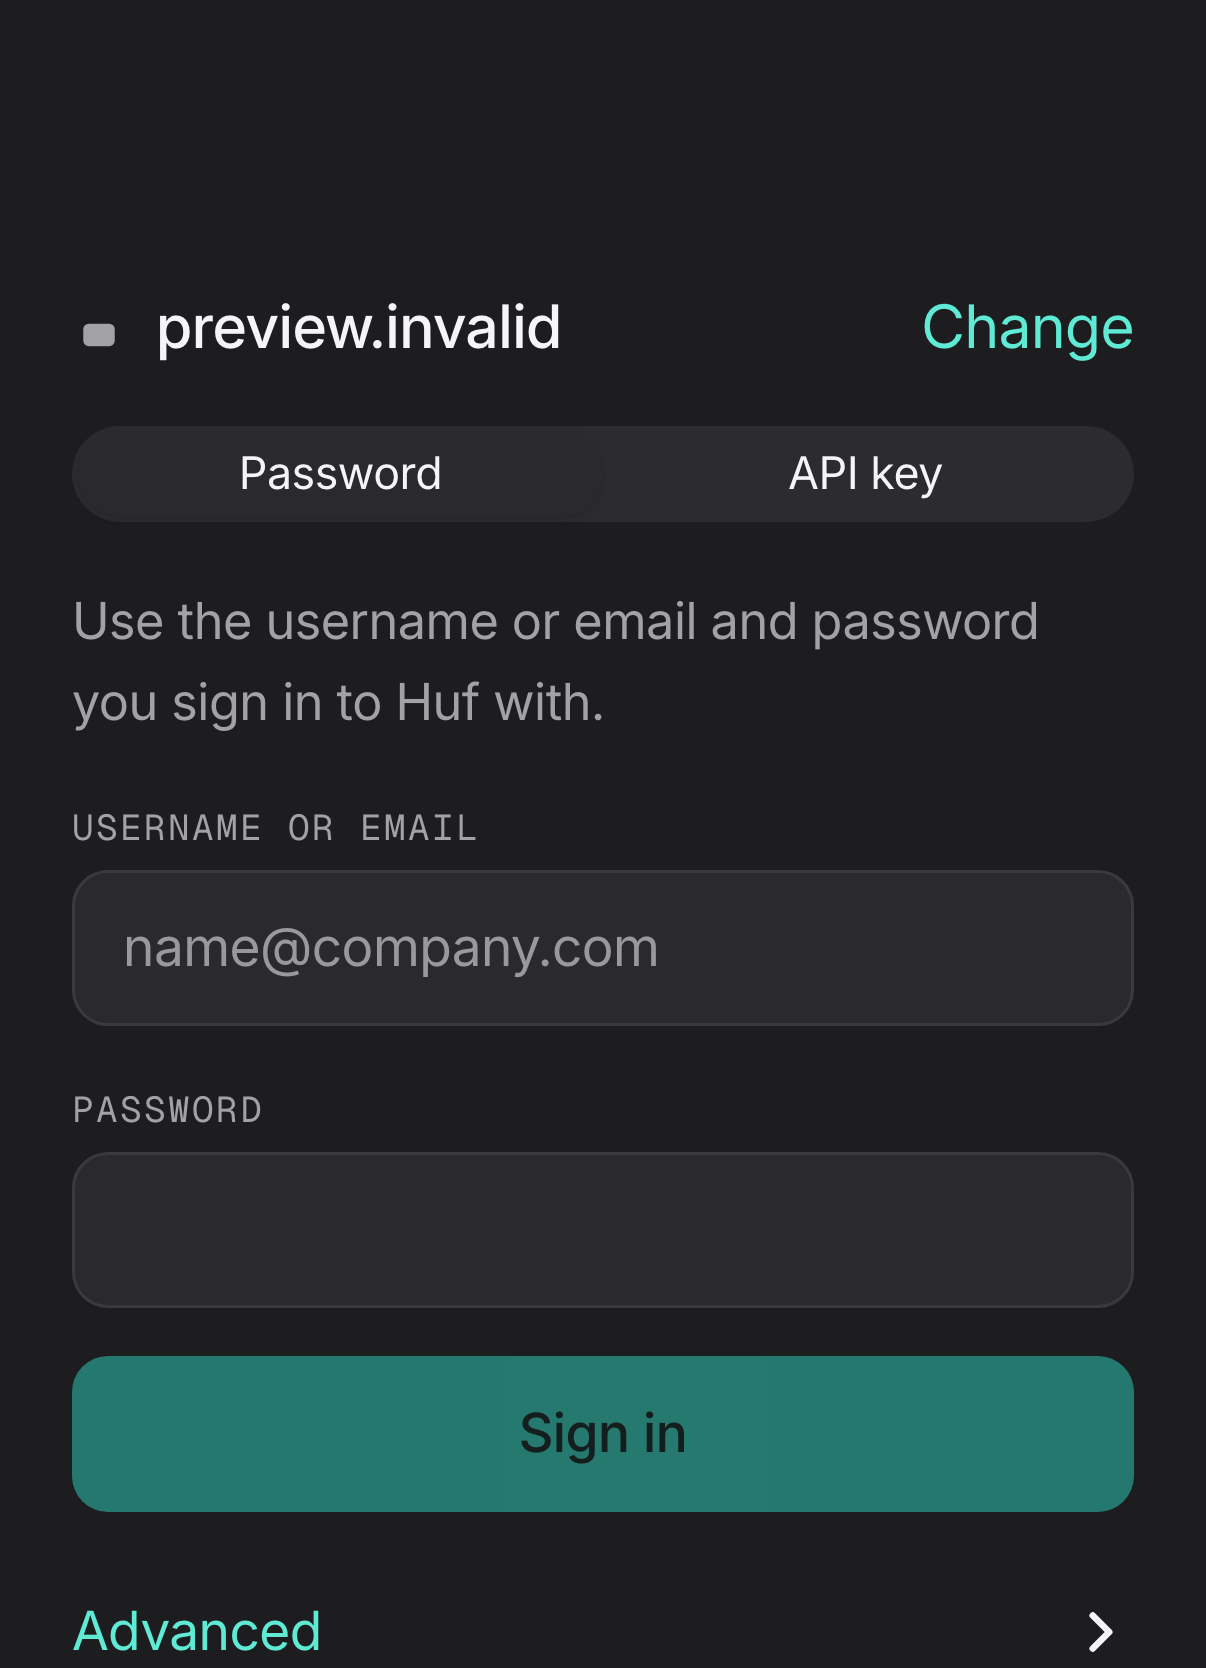 preview.invalid
Change
Password
API key
Use the username or email and password
you sign in to Huf with.
USERNAME OR EMAIL
name@company.com
PASSWORD
Sign in
Advanced